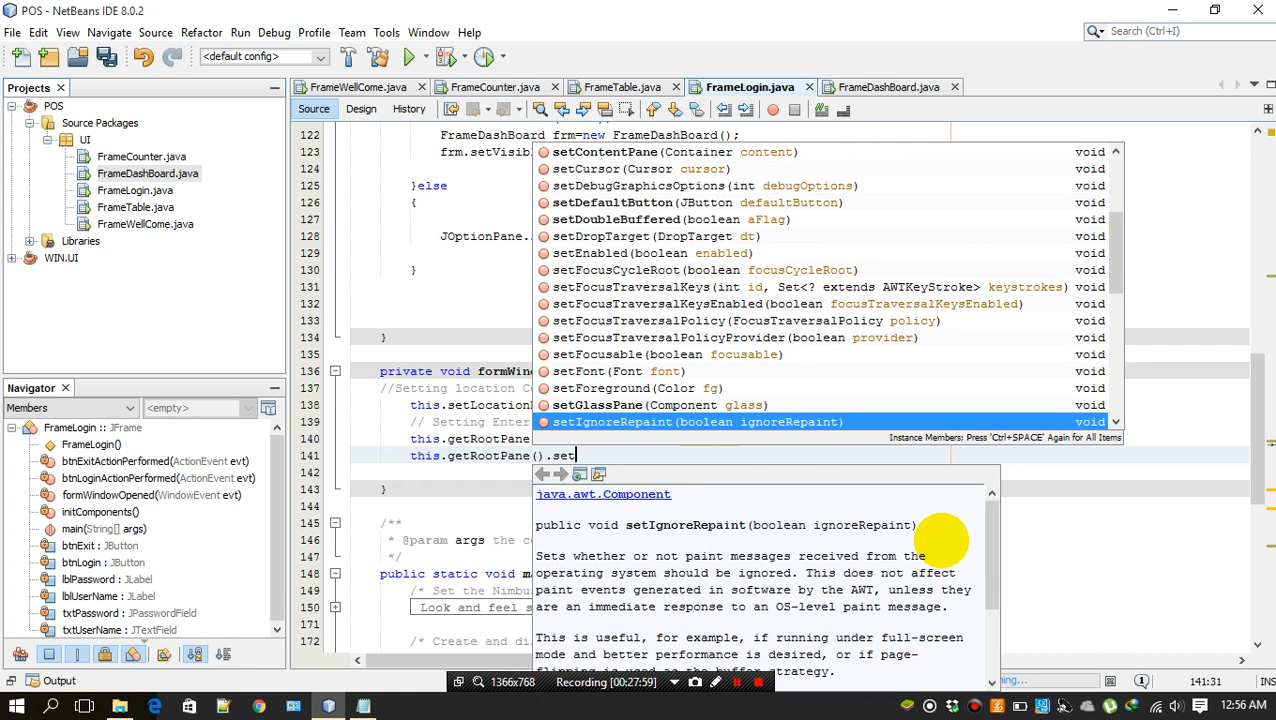 POS - NetBeans IDE 8.0.2
File Edit View Navigate Source Refactor Run Debug Profile Team Tools Window Help
Search (Ctrl+I)
<default config>
Projects
FrameWellCome.java FrameCounter.java FrameTable.java FrameLogin.java FrameDashBoard.java
Source Design History
POS
Source Packages
UI
FrameCounter.java
FrameDashBoard.java
FrameLogin.java
FrameTable.java
FrameWellCome.java
Libraries
WIN.UI
Navigator
Members <empty>
FrameLogin :: JFrame
FrameLogin()
btnExitActionPerformed(ActionEvent evt)
btnLoginActionPerformed(ActionEvent evt)
formWindowOpened(WindowEvent evt)
initComponents()
main(String[] args)
btnExit : JButton
btnLogin : JButton
lblPassword : JLabel
lblUserName : JLabel
txtPassword : JPasswordField
txtUserName : JTextField
122 FrameDashBoard frm=new FrameDashBoard();
123 frm.setVisib
124
125 }else
126 {
127
128 JOptionPane.
129
130 }
131
132
133
134 }
135
136 private void formWin
137 //Setting location C
138 this.setLocation
139 // Setting Enter
140 this.getRootPane
141 this.getRootPane().set
142
143 }
144
145 /**
146 * @param args the co
147 */
148 public static void ma
149 /* Set the Nimbu
150 Look and feel s
172 /* Create and di
setContentPane(Container content) void
setCursor(Cursor cursor) void
setDebugGraphicsOptions(int debugOptions) void
setDefaultButton(JButton defaultButton) void
setDoubleBuffered(boolean aFlag) void
setDropTarget(DropTarget dt) void
setEnabled(boolean enabled) void
setFocusCycleRoot(boolean focusCycleRoot) void
setFocusTraversalKeys(int id, Set<? extends AWTKeyStroke> keystrokes) void
setFocusTraversalKeysEnabled(boolean focusTraversalKeysEnabled) void
setFocusTraversalPolicy(FocusTraversalPolicy policy) void
setFocusTraversalPolicyProvider(boolean provider) void
setFocusable(boolean focusable) void
setFont(Font font) void
setForeground(Color fg) void
setGlassPane(Component glass) void
setIgnoreRepaint(boolean ignoreRepaint) void
Instance Members; Press 'Ctrl+SPACE' Again for All Items
java.awt.Component
public void setIgnoreRepaint(boolean ignoreRepaint)
Sets whether or not paint messages received from the
operating system should be ignored. This does not affect
paint events generated in software by the AWT, unless they
are an immediate response to an OS-level paint message.
This is useful, for example, if running under full-screen
mode and better performance is desired, or if page-
flipping is used as the buffer strategy.
1366x768 Recording [00:27:59]
Output
141:31 INS
12:56 AM